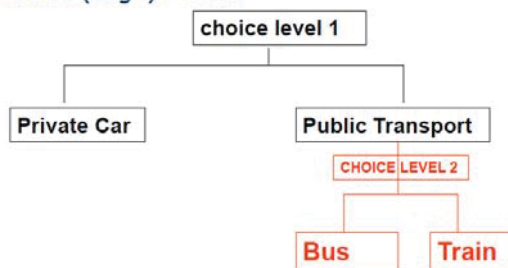 choice level 1
Private Car
Public Transport
CHOICE LEVEL 2
Bus
Train